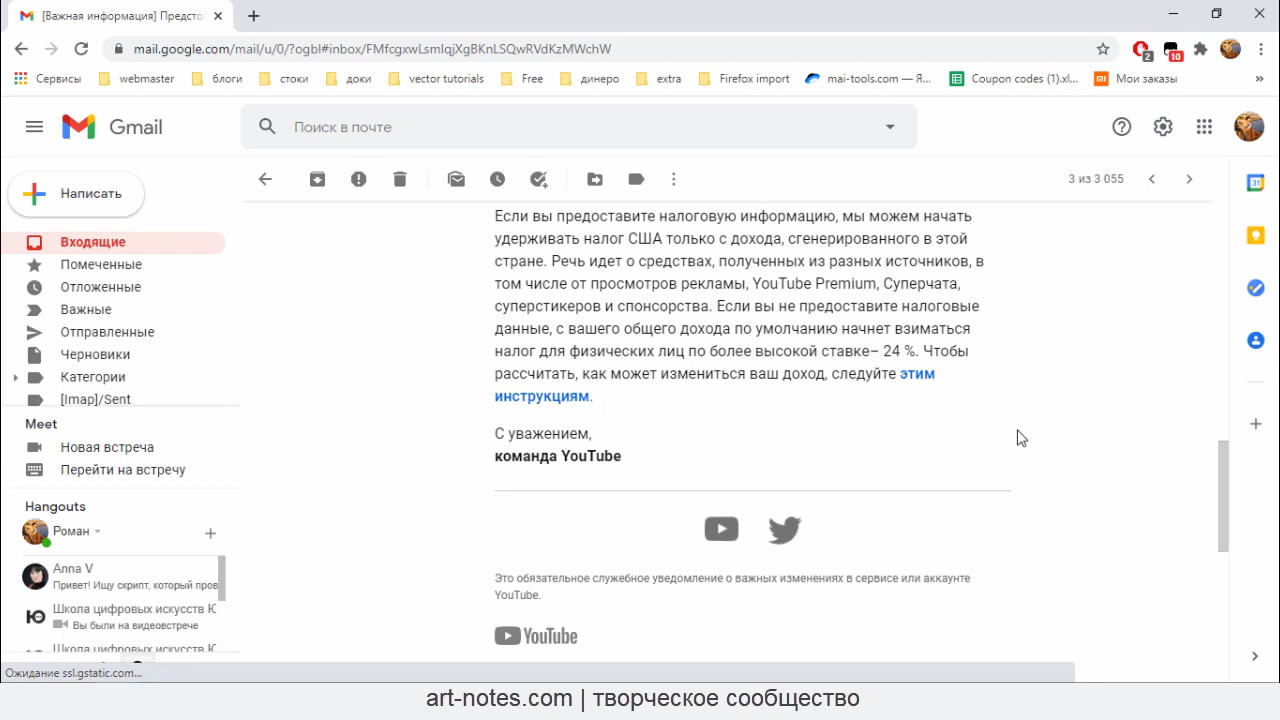 [Важная информация] Предсто
mail.google.com/mail/u/0/?ogbl#inbox/FMfcgxwLsmlqjXgBKnLSQwRVdKzMWchW
2
10
Сервисы
webmaster
блоги
стоки
доки
vector tutorials
Free
динеро
extra
Firefox import
mai-tools.com — Я...
Coupon codes (1).xl...
Мои заказы
»
Gmail
Поиск в почте
Написать
3 из 3 055
Входящие
Помеченные
Отложенные
Важные
Отправленные
Черновики
Категории
[Imap]/Sent
Meet
Новая встреча
Перейти на встречу
Hangouts
Роман
Anna V
Привет! Ищу скрипт, который пров
Школа цифровых искусств К
Вы были на видеовстрече
Школа цифровых искусств К
Если вы предоставите налоговую информацию, мы можем начать
удерживать налог США только с дохода, сгенерированного в этой
стране. Речь идет о средствах, полученных из разных источников, в
том числе от просмотров рекламы, YouTube Premium, Суперчата,
суперстикеров и спонсорства. Если вы не предоставите налоговые
данные, с вашего общего дохода по умолчанию начнет взиматься
налог для физических лиц по более высокой ставке– 24 %. Чтобы
рассчитать, как может измениться ваш доход, следуйте этим
инструкциям.
С уважением,
команда YouTube
Это обязательное служебное уведомление о важных изменениях в сервисе или аккаунте
YouTube.
YouTube
31
Ожидание ssl.gstatic.com...
art-notes.com | творческое сообщество